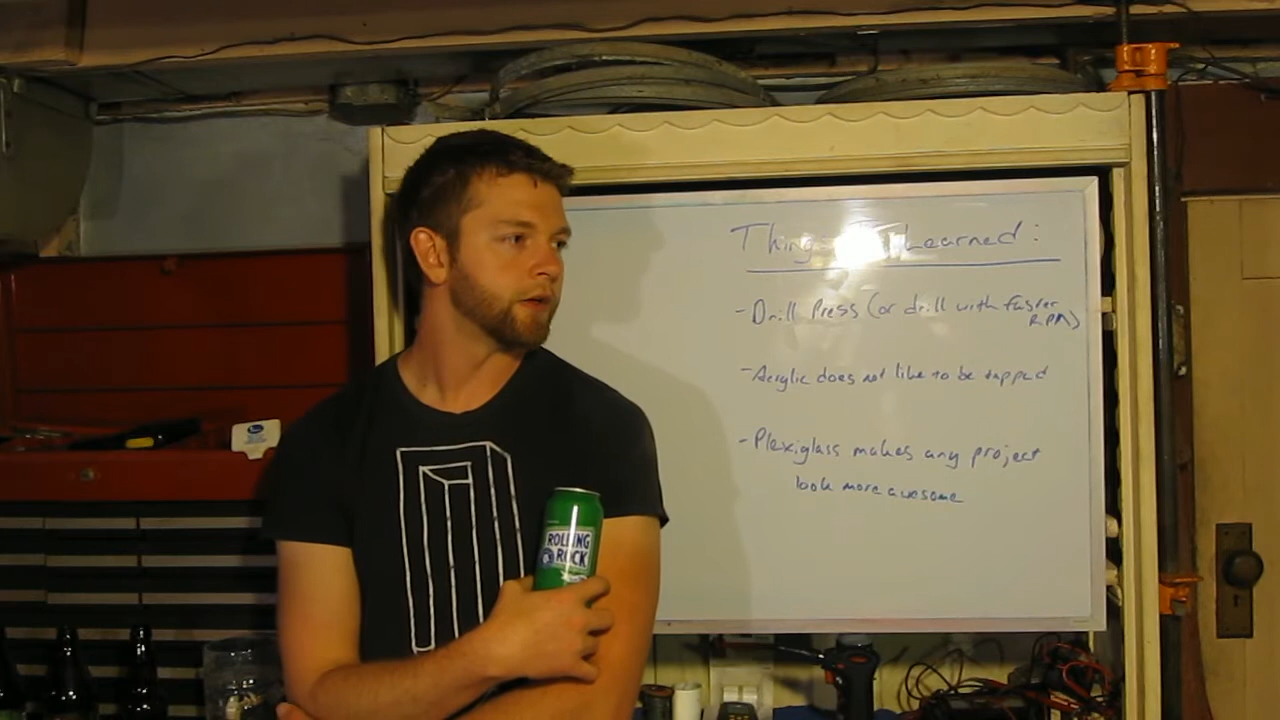 Things Learned:
- Drill Press (or drill with faster
RPM)
- Acrylic does not like to be tapped
- Plexiglass makes any project
look more awesome
ROLLING
ROCK